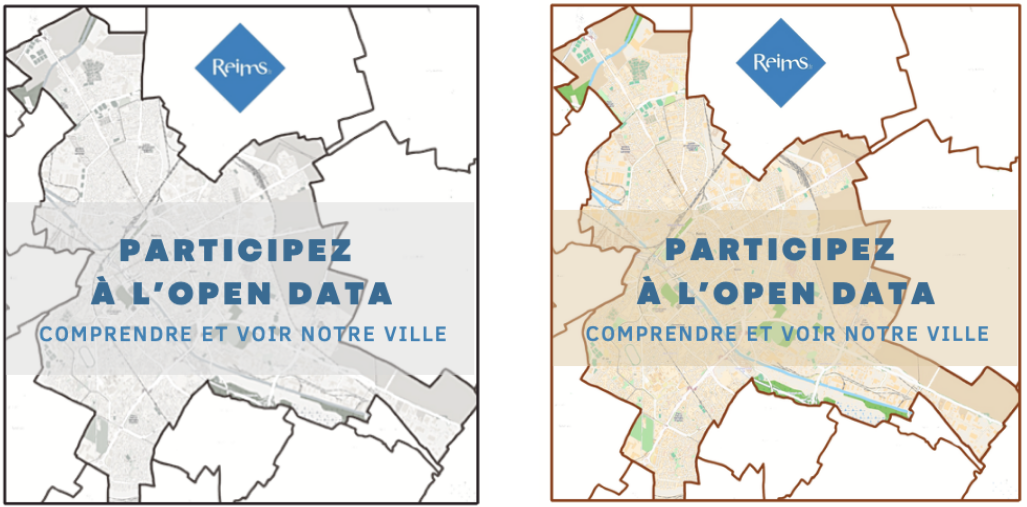 Reims
PARTICIPEZ
À L'OPEN DATA
COMPRENDRE ET VOIR NOTRE VILLE
Reims
PARTICIPEZ
À L'OPEN DATA
COMPRENDRE ET VOIR NOTRE VILLE